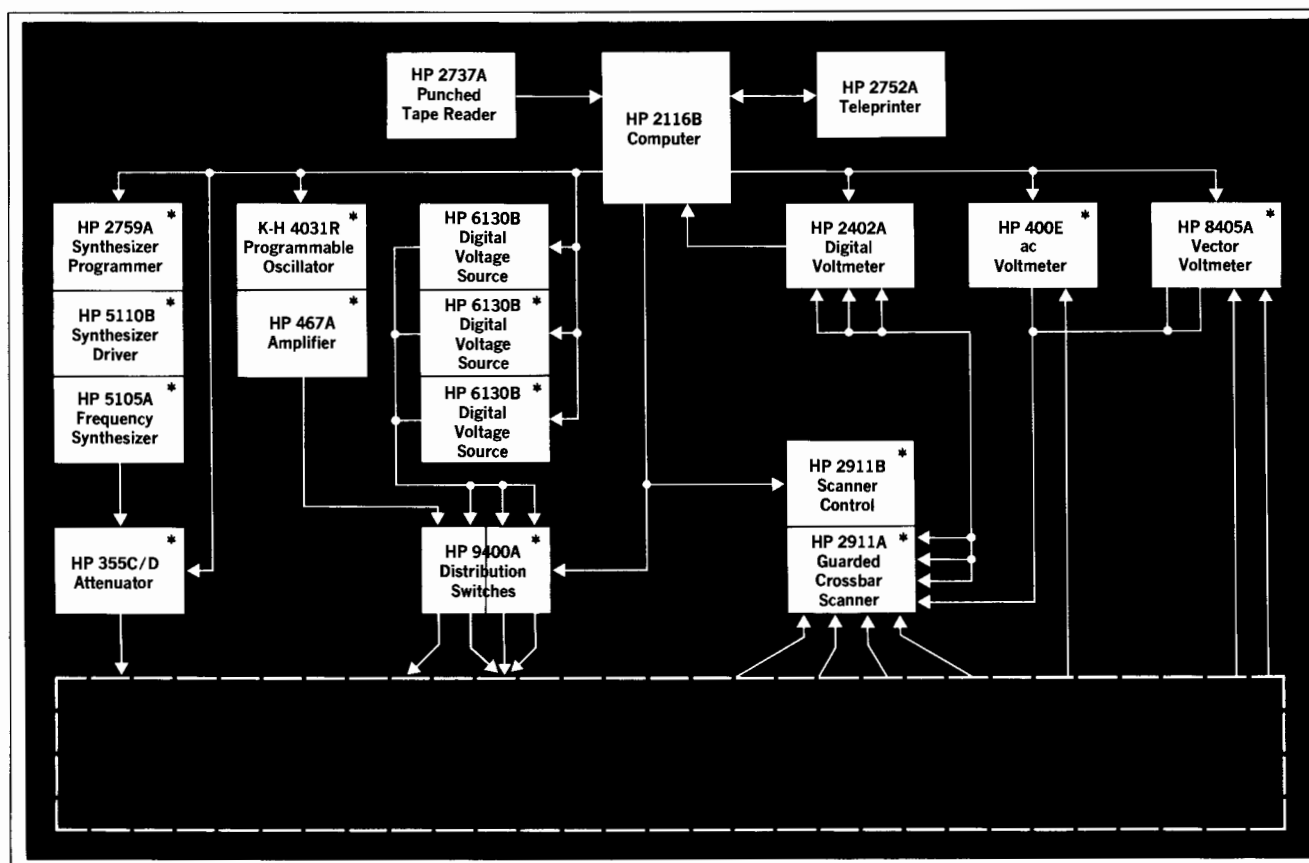 HP 2737A
Punched
Tape Reader
HP 2116B
Computer
HP 2752A
Teleprinter
HP 2759A *
Synthesizer
Programmer
HP 5110B *
Synthesizer
Driver
HP 5105A *
Frequency
Synthesizer
HP 355C/D *
Attenuator
K-H 4031R *
Programmable
Oscillator
HP 467A *
Amplifier
HP 6130B *
Digital
Voltage
Source
HP 6130B *
Digital
Voltage
Source
HP 6130B *
Digital
Voltage
Source
HP 9400A *
Distribution
Switches
HP 2402A
Digital
Voltmeter
HP 400E *
ac
Voltmeter
HP 8405A *
Vector
Voltmeter
HP 2911B *
Scanner
Control
HP 2911A *
Guarded
Crossbar
Scanner